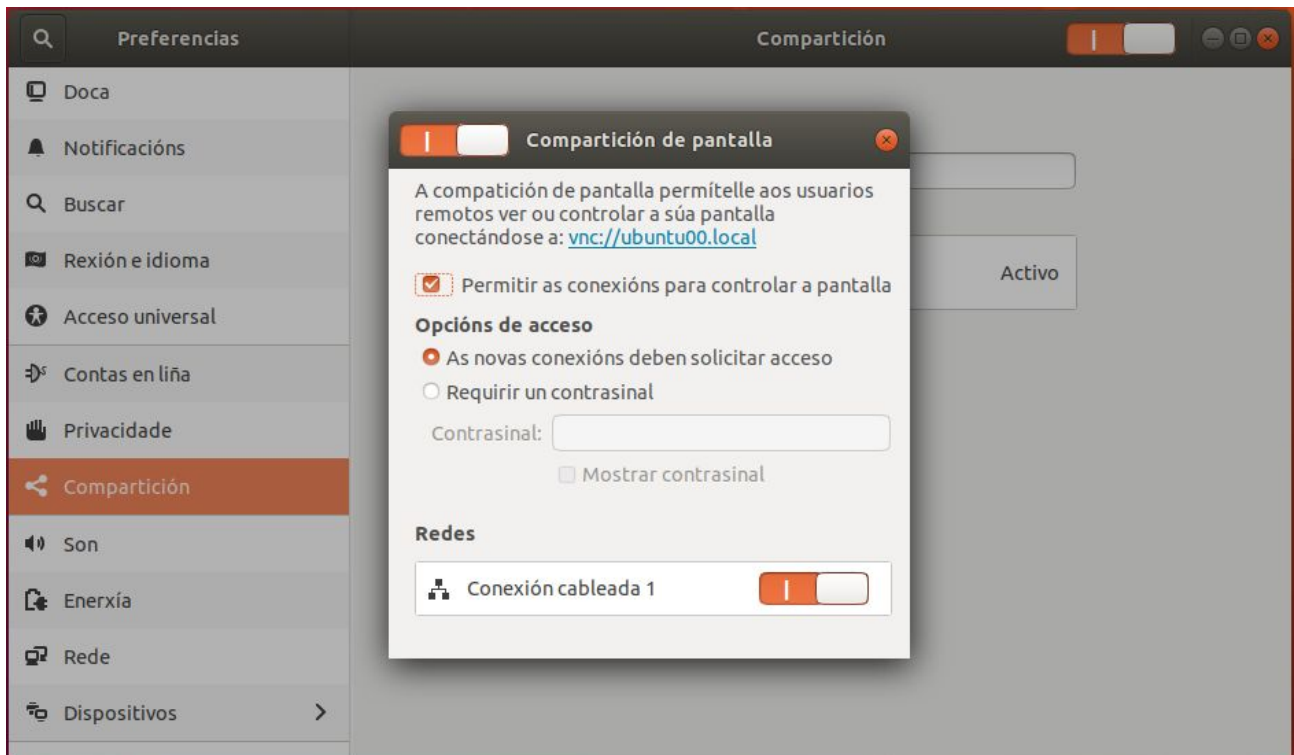 Preferencias
Compartición
Doca
Notificacións
Buscar
Rexión e idioma
Acceso universal
Contas en liña
Privacidade
Compartición
Son
Enerxía
Rede
Dispositivos
Compartición de pantalla
A compatición de pantalla permítelle aos usuarios
remotos ver ou controlar a súa pantalla
conectándose a: vnc://ubuntu00.local
Permitir as conexións para controlar a pantalla
Opcións de acceso
As novas conexións deben solicitar acceso
Requirir un contrasinal
Contrasinal:
Mostrar contrasinal
Redes
Conexión cableada 1
Activo